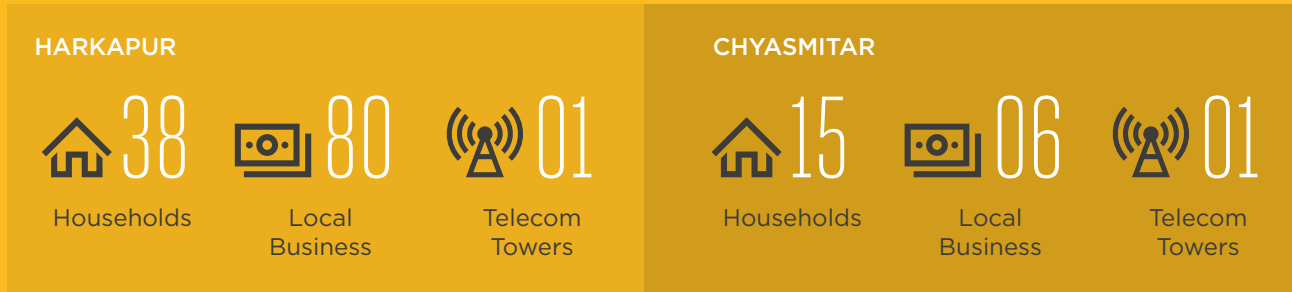 HARKAPUR
38
Households
80
Local
Business
01
Telecom
Towers
CHYASMITAR
15
Households
06
Local
Business
01
Telecom
Towers